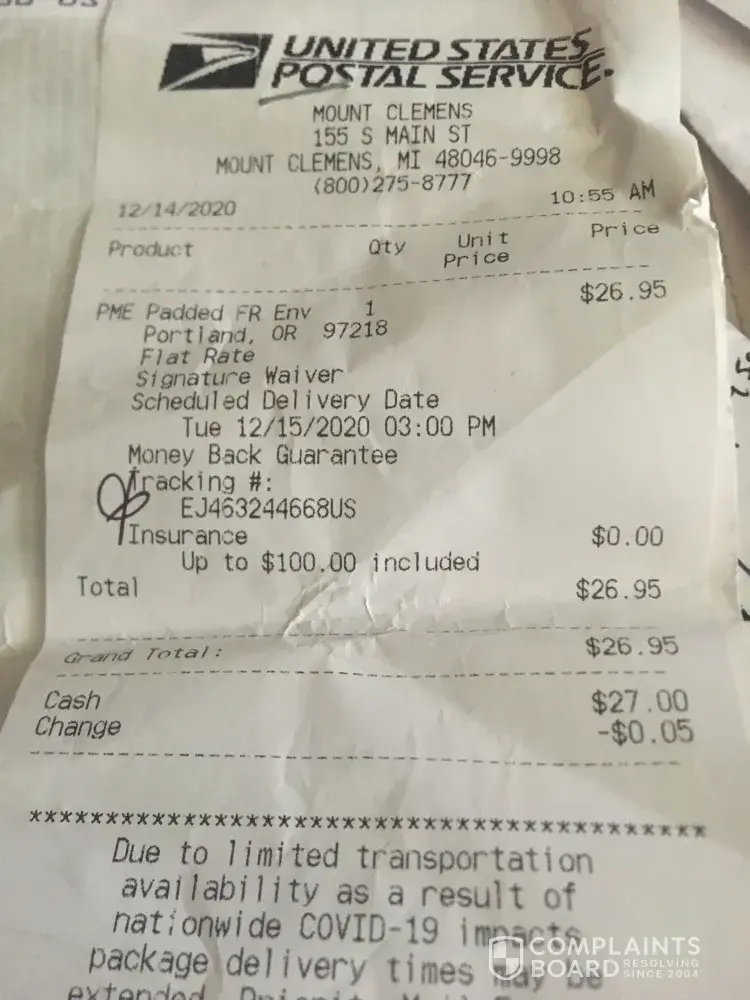 UNITED STATES
POSTAL SERVICE.
MOUNT CLEMENS
155 S MAIN ST
MOUNT CLEMENS, MI 48046-9998
(800)275-8777
12/14/2020 10:55 AM
Product Qty Unit Price
Price
PME Padded FR Env 1 $26.95
Portland, OR 97218
Flat Rate
Signature Waiver
Scheduled Delivery Date
Tue 12/15/2020 03:00 PM
Money Back Guarantee
Tracking #:
EJ463244668US
Insurance $0.00
Up to $100.00 included
Total $26.95
Grand Total: $26.95
Cash $27.00
Change -$0.05
*******************************************
Due to limited transportation
availability as a result of
nationwide COVID-19 impacts
package delivery times may be
extended.
COMPLAINTS
BOARD RESOLVING
SINCE 2004